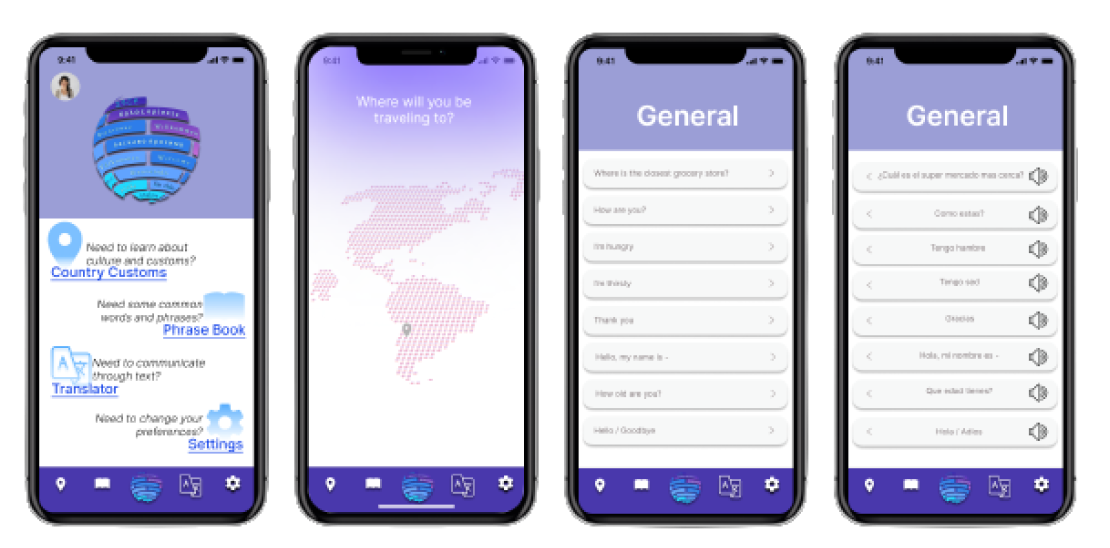 9:41
Need to learn about
culture and customs?
Country Customs
Need some common
words and phrases?
Phrase Book
Need to communicate
through text?
Translator
Need to change your
preferences?
Settings
9:41
Where will you be
traveling to?
9:41
General
Where is the closest grocery store?
How are you?
I'm hungry
I'm thirsty
Thank you
Hello, my name is -
How old are you?
Hello / Goodbye
9:41
General
¿Cuál es el super mercado mas cerca?
Como estas?
Tengo hambre
Tengo sed
Gracias
Hola, mi nombre es -
Que edad tienes?
Hola / Adios